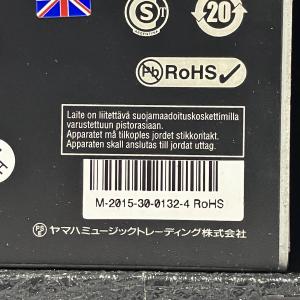 S
20
Pb RoHS
Laite on liitettävä suojamaadoituskoskettimilla
varustettuun pistorasiaan.
Apparatet må tilkoples jordet stikkontakt.
Apparaten skall anslutas till jordat uttag.
M-2015-30-0132-4 RoHS
ヤマハミュージックトレーディング株式会社